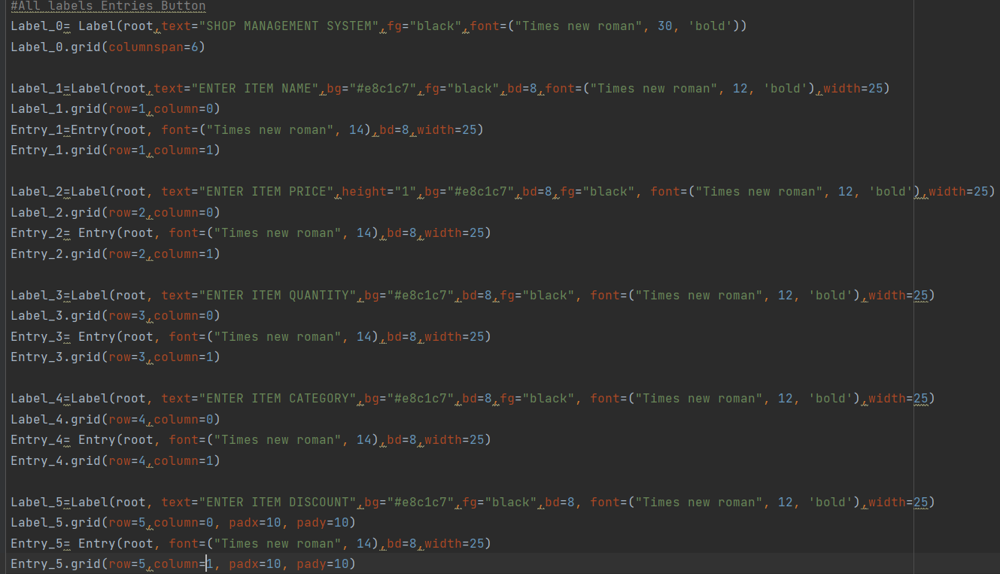 #All labels Entries Button
Label_0= Label(root,text="SHOP MANAGEMENT SYSTEM",fg="black",font=("Times new roman", 30, 'bold'))
Label_0.grid(columnspan=6)

Label_1=Label(root,text="ENTER ITEM NAME",bg="#e8c1c7",fg="black",bd=8,font=("Times new roman", 12, 'bold'),width=25)
Label_1.grid(row=1,column=0)
Entry_1=Entry(root, font=("Times new roman", 14),bd=8,width=25)
Entry_1.grid(row=1,column=1)

Label_2=Label(root, text="ENTER ITEM PRICE",height="1",bg="#e8c1c7",bd=8,fg="black", font=("Times new roman", 12, 'bold'),width=25)
Label_2.grid(row=2,column=0)
Entry_2= Entry(root, font=("Times new roman", 14),bd=8,width=25)
Entry_2.grid(row=2,column=1)

Label_3=Label(root, text="ENTER ITEM QUANTITY",bg="#e8c1c7",bd=8,fg="black", font=("Times new roman", 12, 'bold'),width=25)
Label_3.grid(row=3,column=0)
Entry_3= Entry(root, font=("Times new roman", 14),bd=8,width=25)
Entry_3.grid(row=3,column=1)

Label_4=Label(root, text="ENTER ITEM CATEGORY",bg="#e8c1c7",bd=8,fg="black", font=("Times new roman", 12, 'bold'),width=25)
Label_4.grid(row=4,column=0)
Entry_4= Entry(root, font=("Times new roman", 14),bd=8,width=25)
Entry_4.grid(row=4,column=1)

Label_5=Label(root, text="ENTER ITEM DISCOUNT",bg="#e8c1c7",fg="black",bd=8, font=("Times new roman", 12, 'bold'),width=25)
Label_5.grid(row=5,column=0, padx=10, pady=10)
Entry_5= Entry(root, font=("Times new roman", 14),bd=8,width=25)
Entry_5.grid(row=5,column=1, padx=10, pady=10)